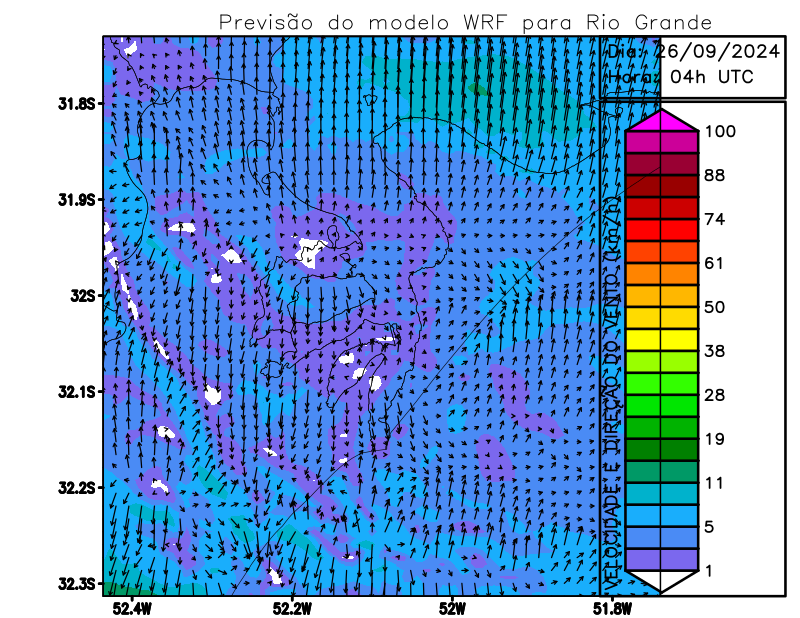 Previsão do modelo WRF para Rio Grande
Dia: 26/09/2024
Hora: 04h UTC
31.8S
31.9S
32S
32.1S
32.2S
32.3S
52.4W
52.2W
52W
51.8W
VELOCIDADE E DIREÇÃO DO VENTO (km/h)
100
88
74
61
50
38
28
19
11
5
1